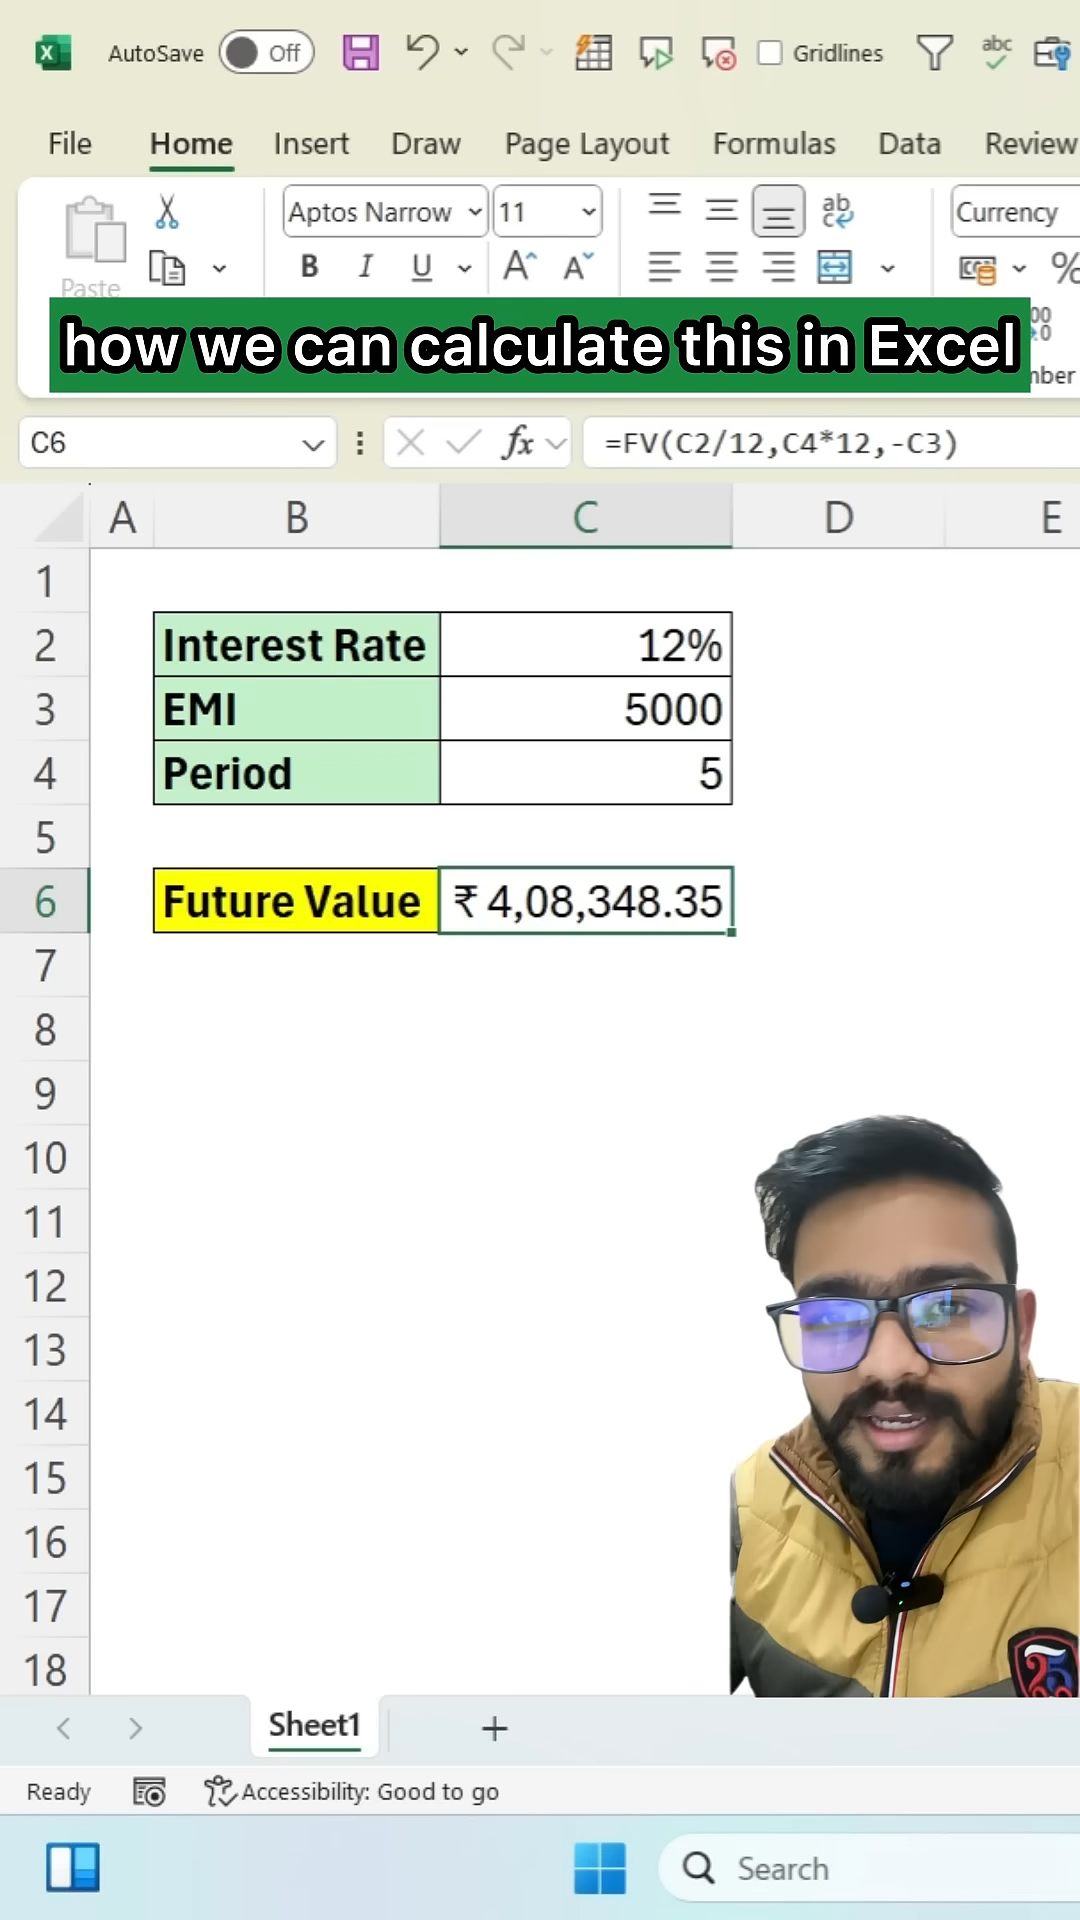 AutoSave Off Gridlines abc
File Home Insert Draw Page Layout Formulas Data Review
Aptos Narrow 11 ab Currency
Paste B I U A A %
how we can calculate this in Excel
C6 fx =FV(C2/12,C4*12,-C3)
A B C D E
1
2 Interest Rate 12%
3 EMI 5000
4 Period 5
5
6 Future Value ₹ 4,08,348.35
7
8
9
10
11
12
13
14
15
16
17
18
Sheet1
Ready Accessibility: Good to go
Search